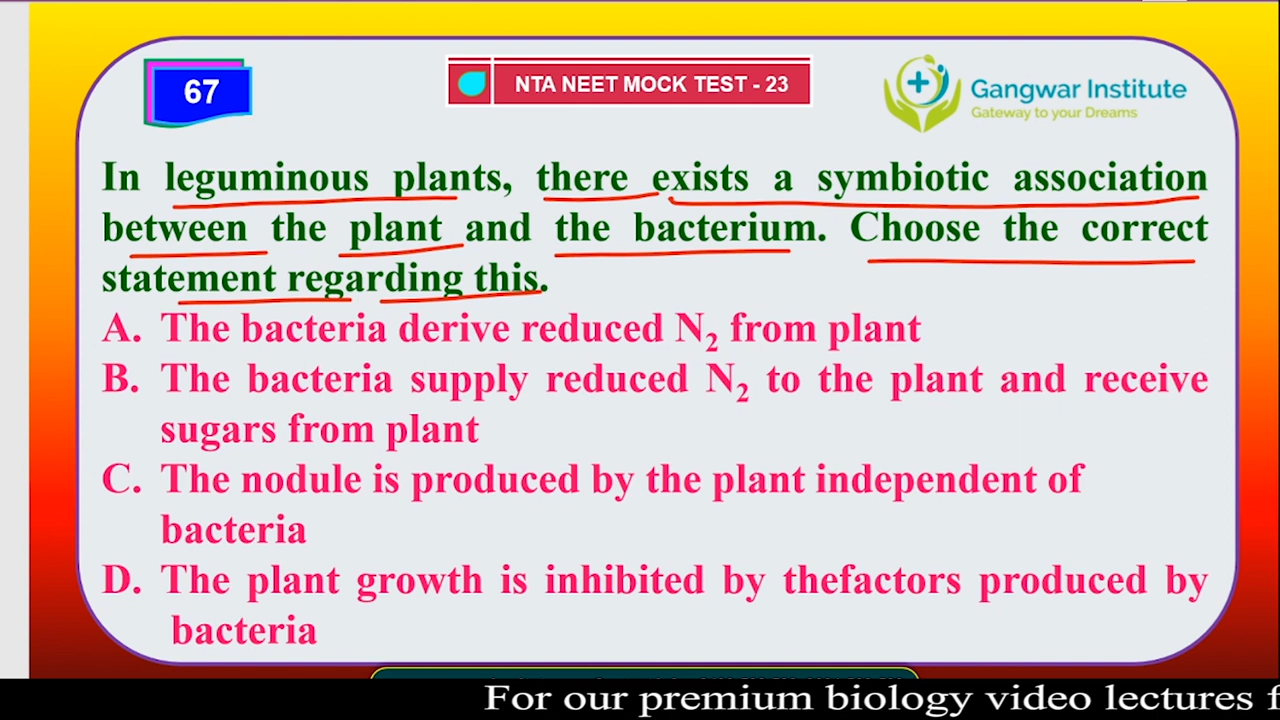 67
NTA NEET MOCK TEST - 23
Gangwar Institute
Gateway to your Dreams
In leguminous plants, there exists a symbiotic association
between the plant and the bacterium. Choose the correct
statement regarding this.
A. The bacteria derive reduced N₂ from plant
B. The bacteria supply reduced N₂ to the plant and receive
sugars from plant
C. The nodule is produced by the plant independent of
bacteria
D. The plant growth is inhibited by thefactors produced by
bacteria
For our premium biology video lectures f